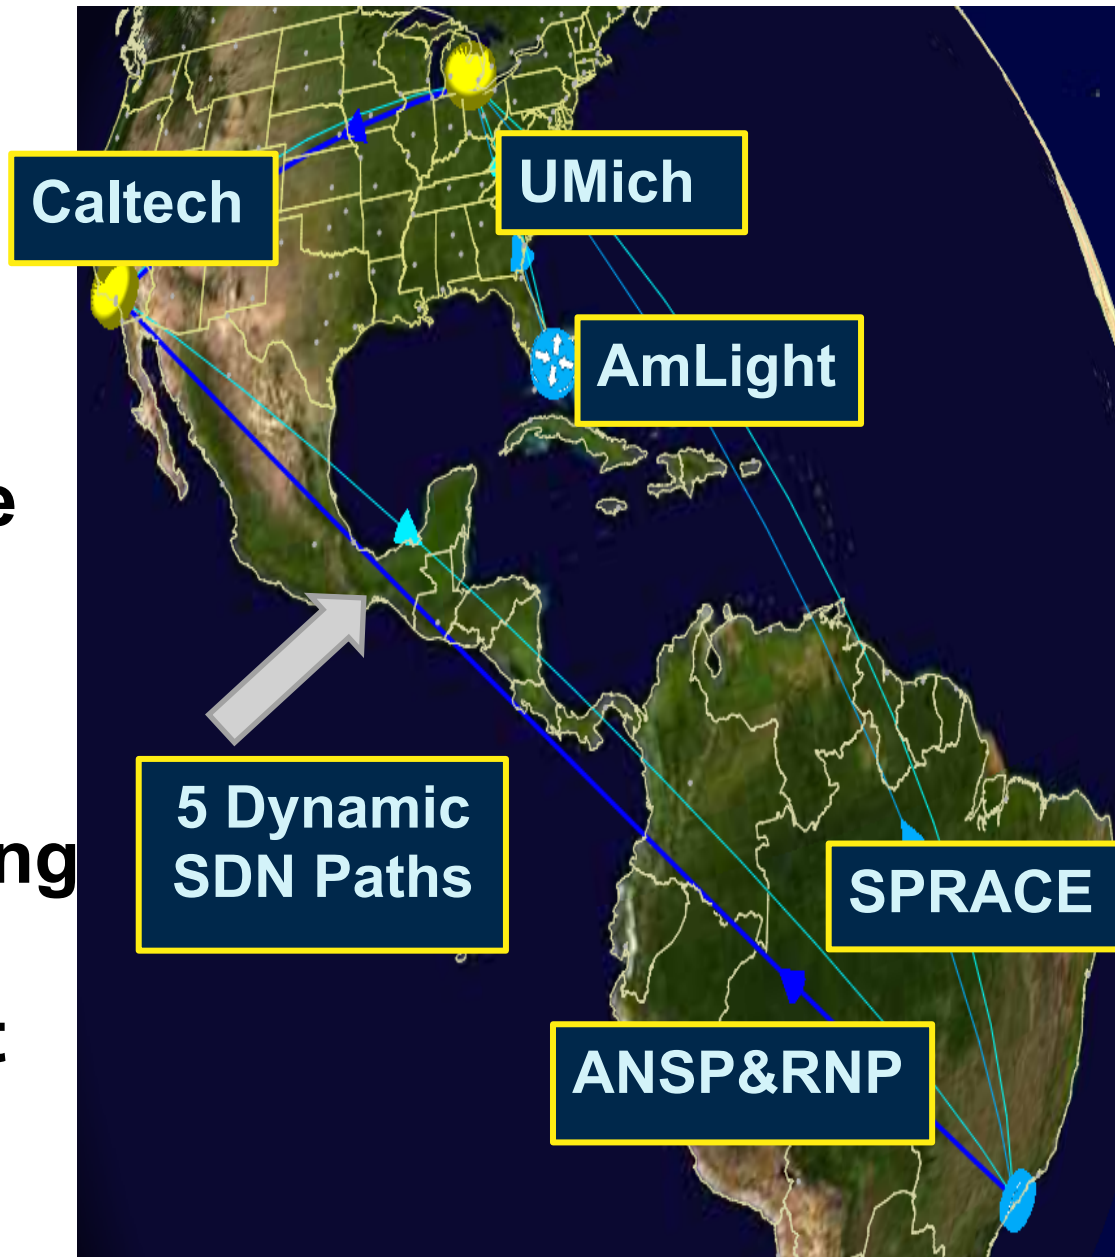 Caltech
UMich
AmLight
5 Dynamic
SDN Paths
SPRACE
ANSP&RNP